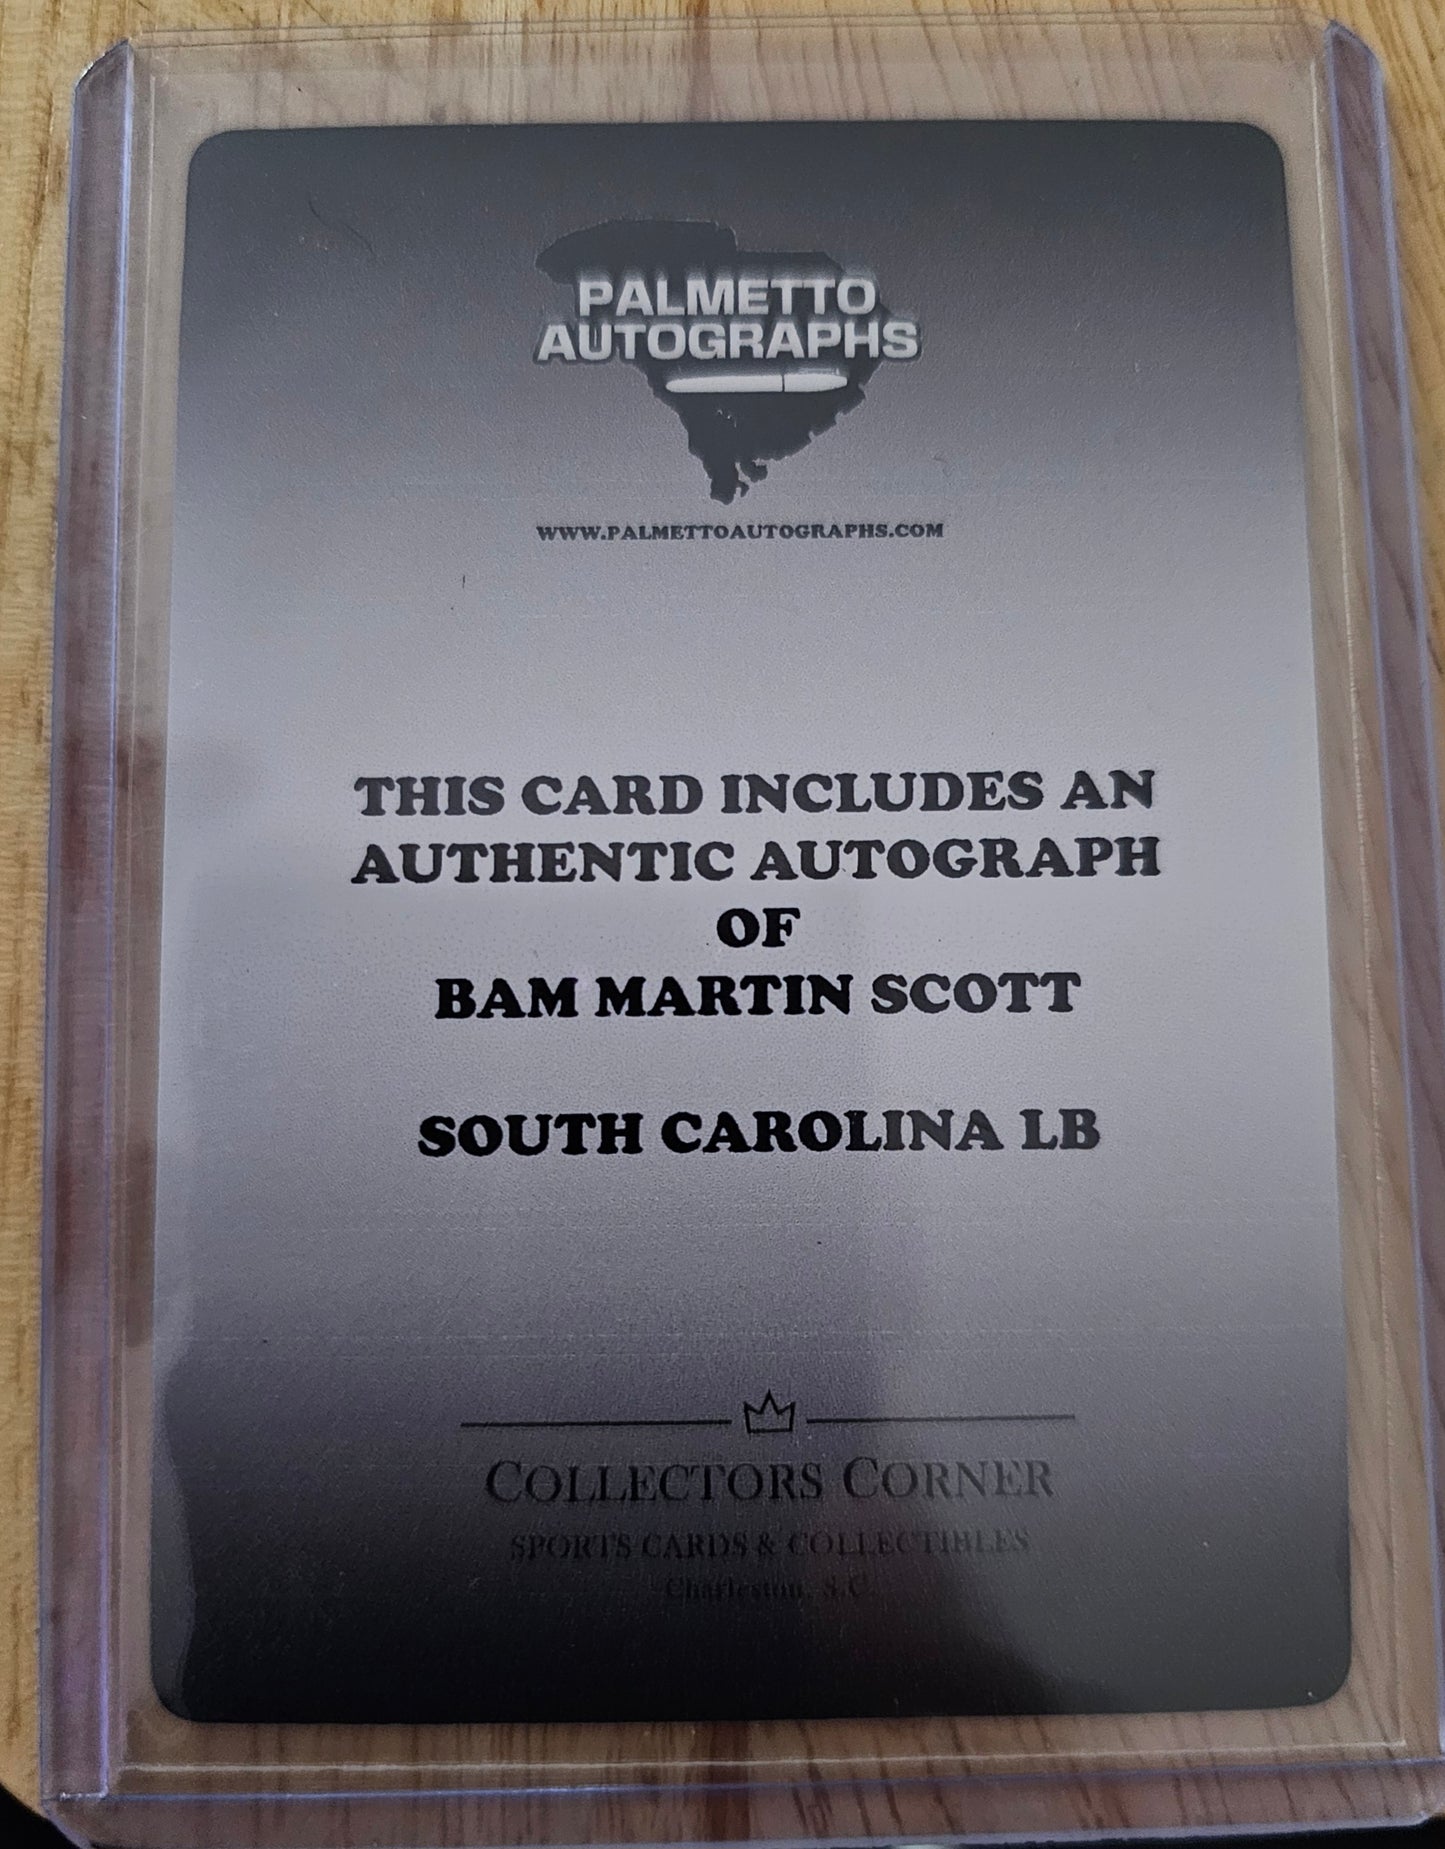 PALMETTO
AUTOGRAPHS
WWW.PALMETTOAUTOGRAPHS.COM
THIS CARD INCLUDES AN
AUTHENTIC AUTOGRAPH
OF
BAM MARTIN SCOTT
SOUTH CAROLINA LB
COLLECTORS CORNER
SPORTS CARDS & COLLECTIBLES
Charleston, S.C.